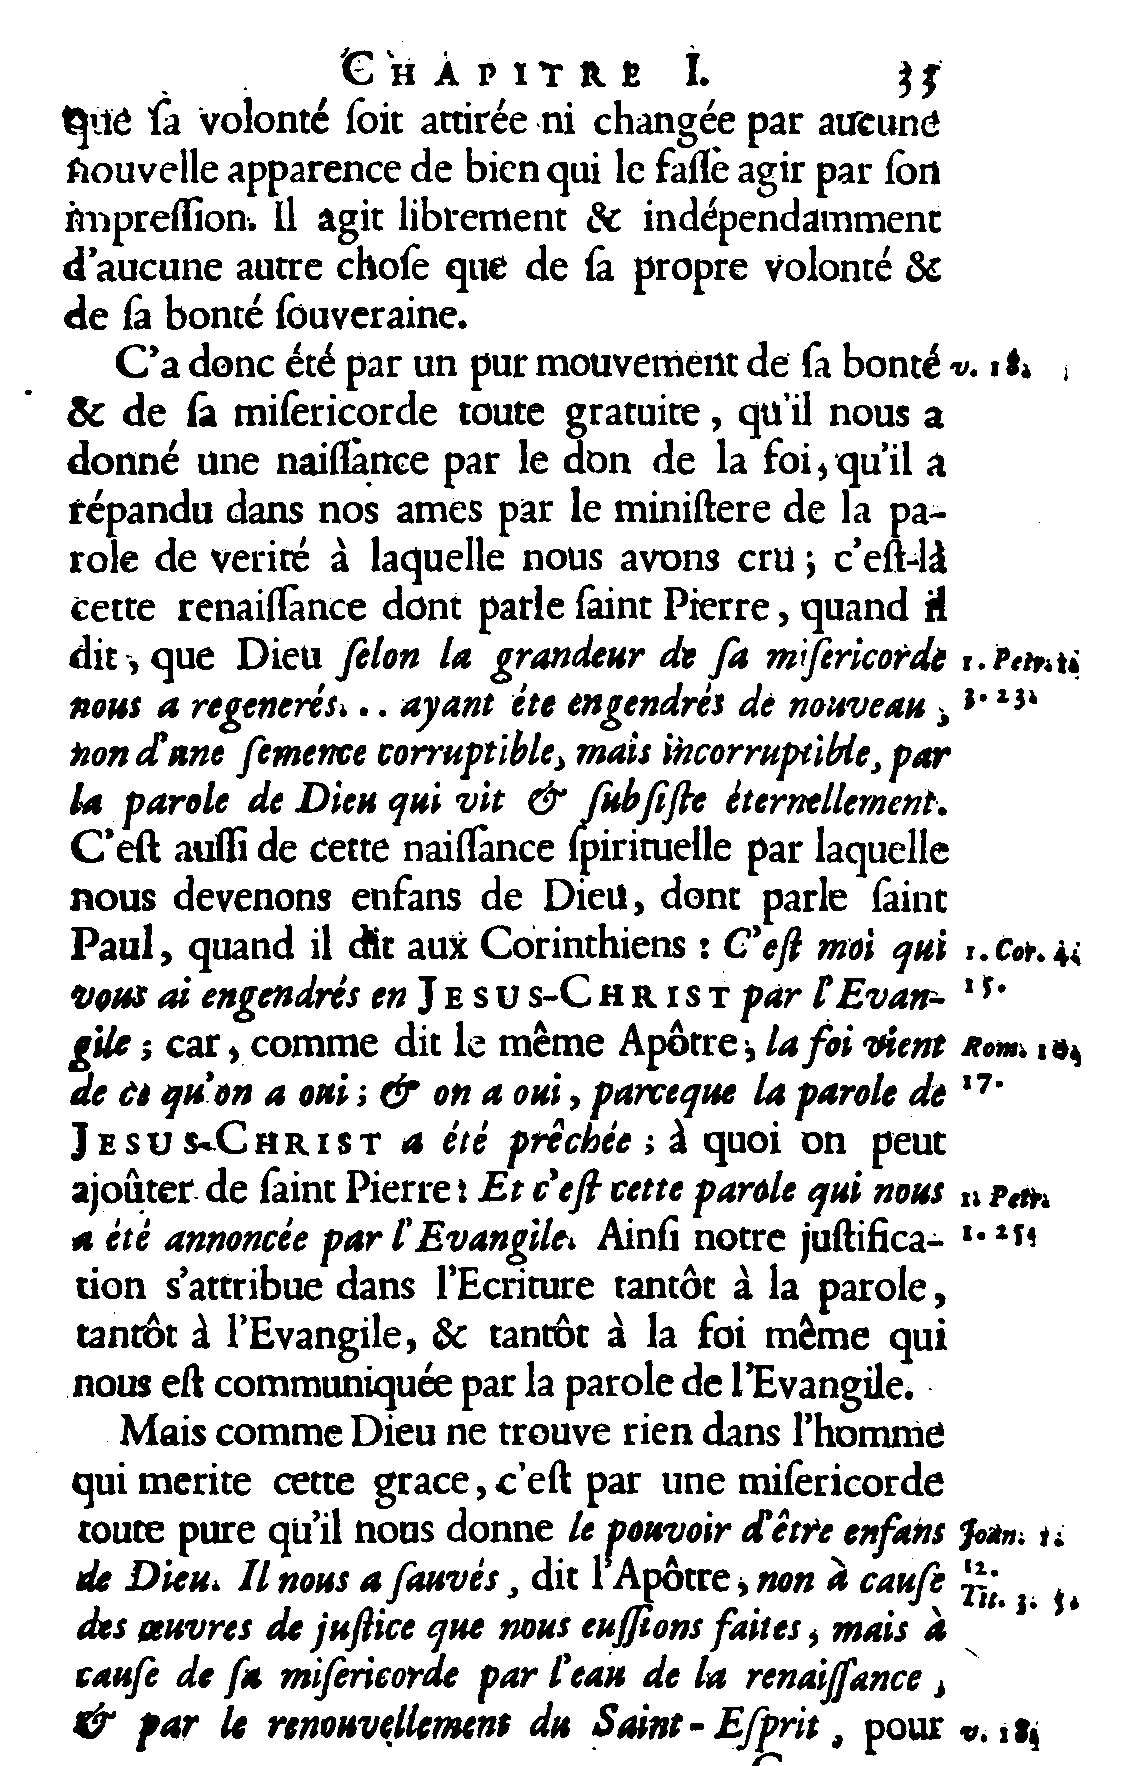 CHAPITRE I. 35
que ſa volonté ſoit attirée ni changée par aucune
nouvelle apparence de bien qui le faſſe agir par ſon
impreſſion. Il agit librement & indépendamment
d'aucune autre choſe que de ſa propre volonté &
de ſa bonté ſouveraine.
C'a donc été par un pur mouvement de ſa bonté v. 18.
& de ſa miſericorde toute gratuite, qu'il nous a
donné une naiſſance par le don de la foi, qu'il a
répandu dans nos ames par le miniſtere de la pa-
role de verité à laquelle nous avons cru ; c'eſt-là
cette renaiſſance dont parle ſaint Pierre, quand il
dit, que Dieu ſelon la grandeur de ſa miſericorde 1. Petr. 1.
nous a regenerés... ayant éte engendrés de nouveau, 3. 23.
non d'une ſemence corruptible, mais incorruptible, par
la parole de Dieu qui vit & ſubſiſte éternellement.
C'eſt auſſi de cette naiſſance ſpirituelle par laquelle
nous devenons enfans de Dieu, dont parle ſaint
Paul, quand il dit aux Corinthiens : C'eſt moi qui 1. Cor. 4.
vous ai engendrés en JESUS-CHRIST par l'Evan- 15.
gile ; car, comme dit le même Apôtre, la foi vient Rom. 10.
de ce qu'on a oui ; & on a oui, parceque la parole de 17.
JESUS-CHRIST a été prêchée ; à quoi on peut
ajoûter de ſaint Pierre : Et c'eſt cette parole qui nous 1. Petr.
a été annoncée par l'Evangile. Ainſi notre juſtifica- 1. 25.
tion s'attribue dans l'Ecriture tantôt à la parole,
tantôt à l'Evangile, & tantôt à la foi même qui
nous eſt communiquée par la parole de l'Evangile.
Mais comme Dieu ne trouve rien dans l'homme
qui merite cette grace, c'eſt par une miſericorde
toute pure qu'il nous donne le pouvoir d'être enfans Joan. 1.
de Dieu. Il nous a ſauvés, dit l'Apôtre, non à cauſe 12.
des œuvres de juſtice que nous euſſions faites, mais à Tit. 3. 5.
cauſe de ſa miſericorde par l'eau de la renaiſſance,
& par le renouvellement du Saint-Eſprit, pour v. 18.
C